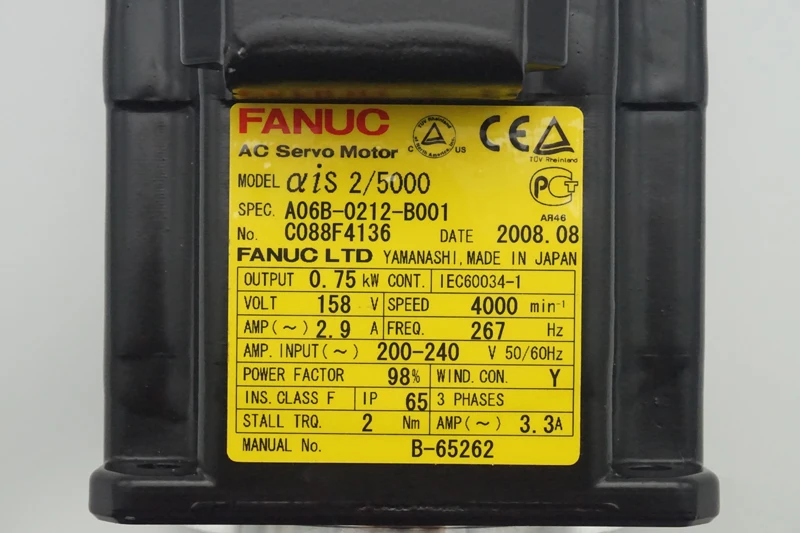 FANUC
AC Servo Motor
C US
TÜV Rheinland
MODEL αiS 2/5000
SPEC. A06B-0212-B001
AR46
No. C088F4136 DATE 2008.08
FANUC LTD YAMANASHI, MADE IN JAPAN
OUTPUT 0.75 kW CONT. IEC60034-1
VOLT 158 V SPEED 4000 min⁻¹
AMP(~) 2.9 A FREQ. 267 Hz
AMP. INPUT(~) 200-240 V 50/60Hz
POWER FACTOR 98% WIND. CON. Y
INS. CLASS F IP 65 3 PHASES
STALL TRQ. 2 Nm AMP(~) 3.3A
MANUAL No. B-65262